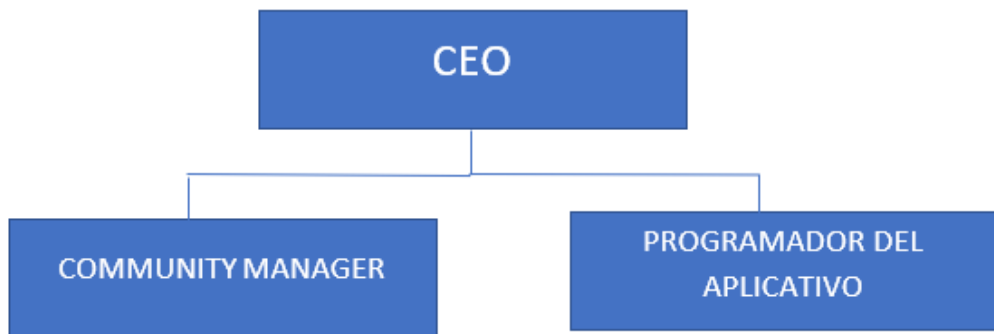 CEO
COMMUNITY MANAGER
PROGRAMADOR DEL
APLICATIVO